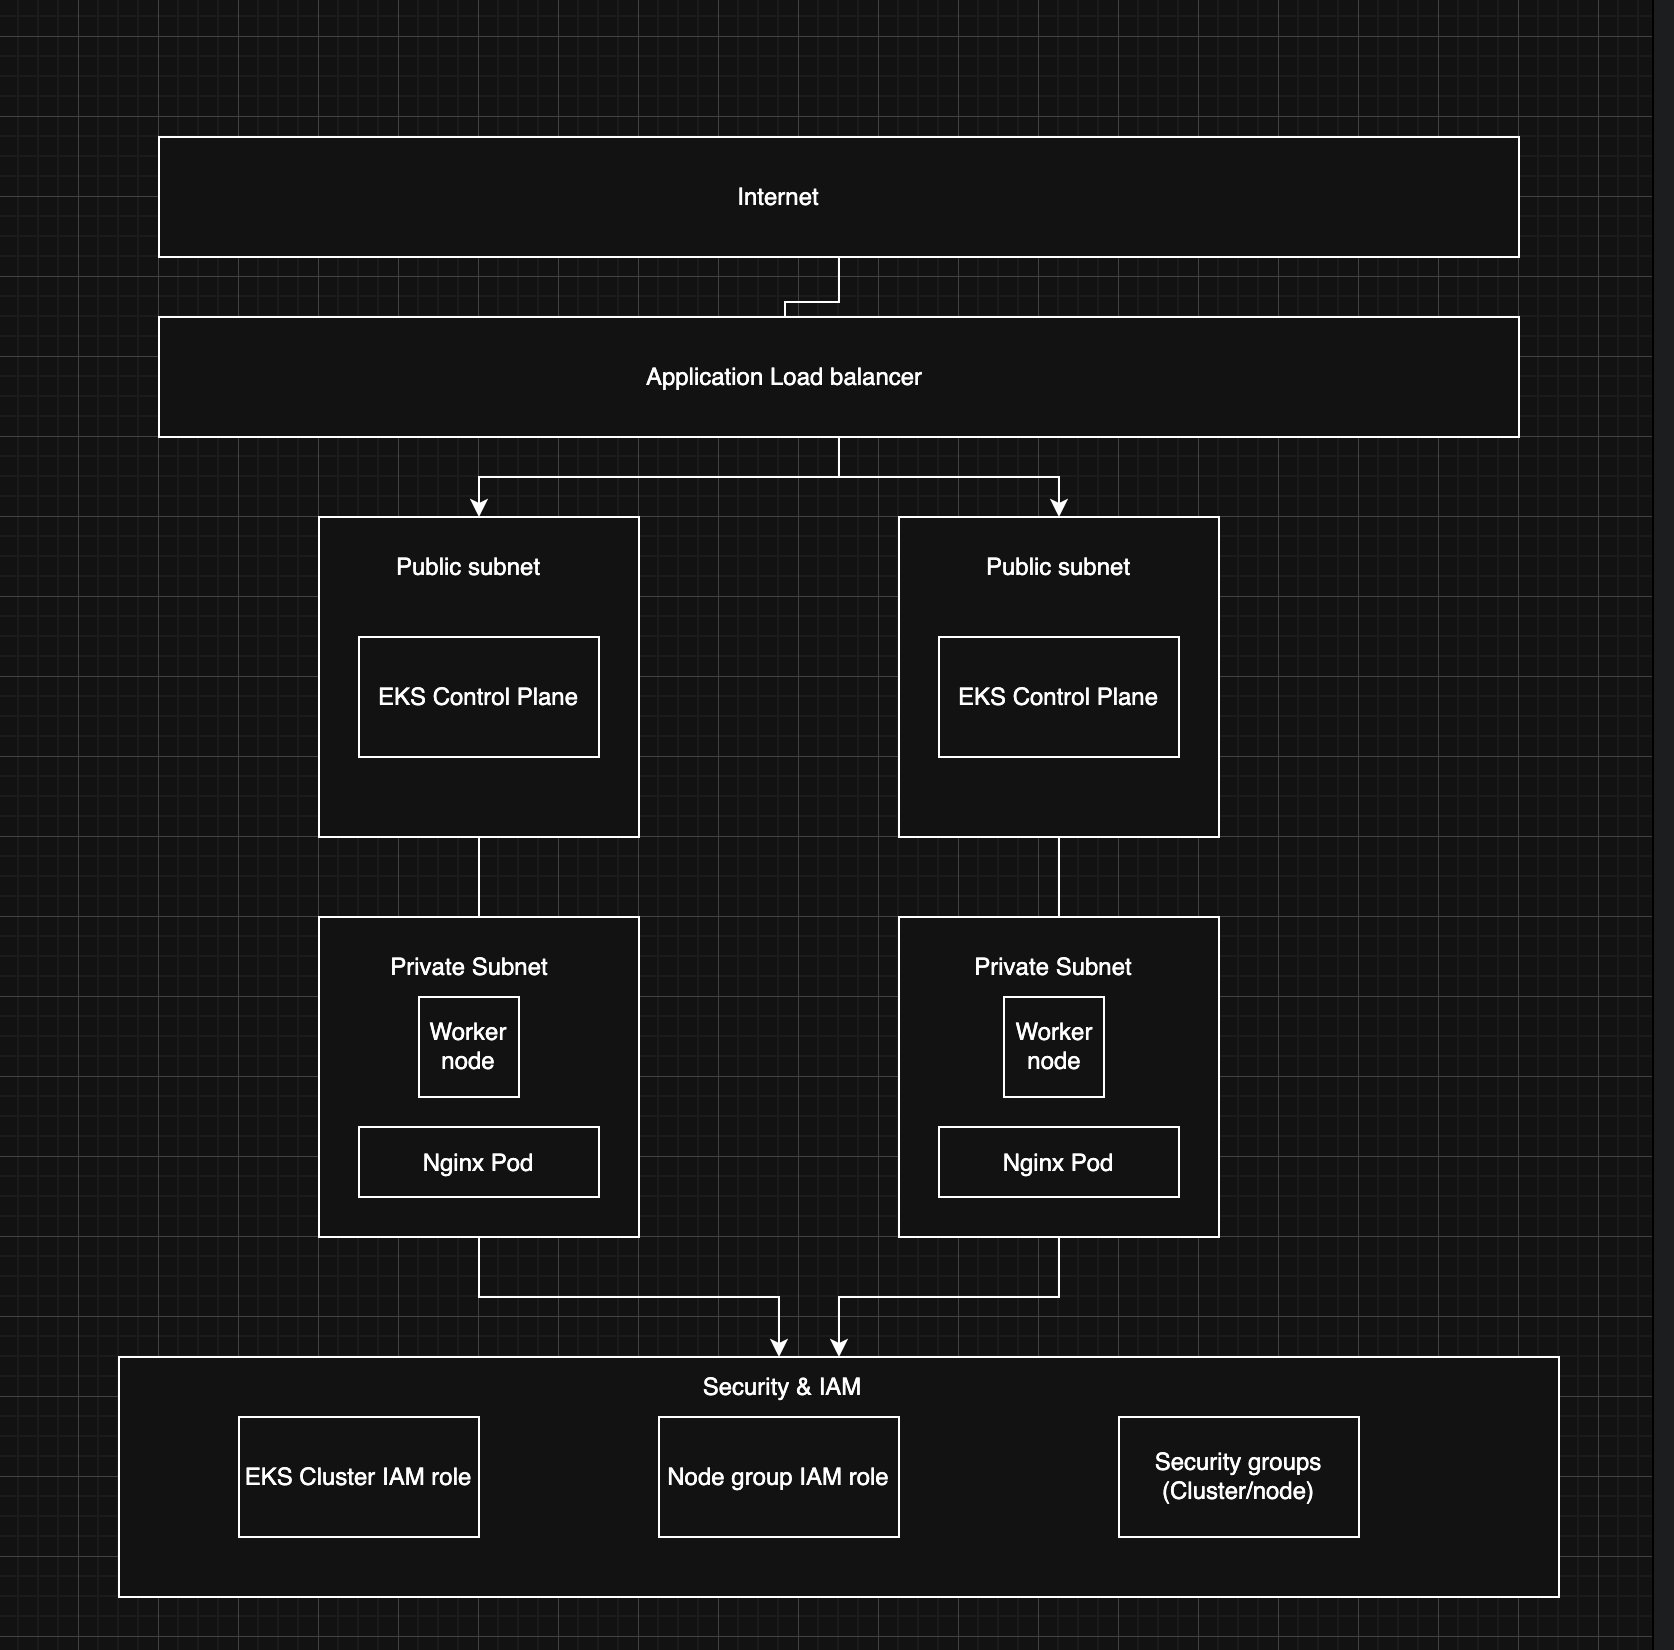 Internet
Application Load balancer
Public subnet
Public subnet
EKS Control Plane
EKS Control Plane
Private Subnet
Private Subnet
Worker
node
Worker
node
Nginx Pod
Nginx Pod
Security & IAM
EKS Cluster IAM role
Node group IAM role
Security groups
(Cluster/node)